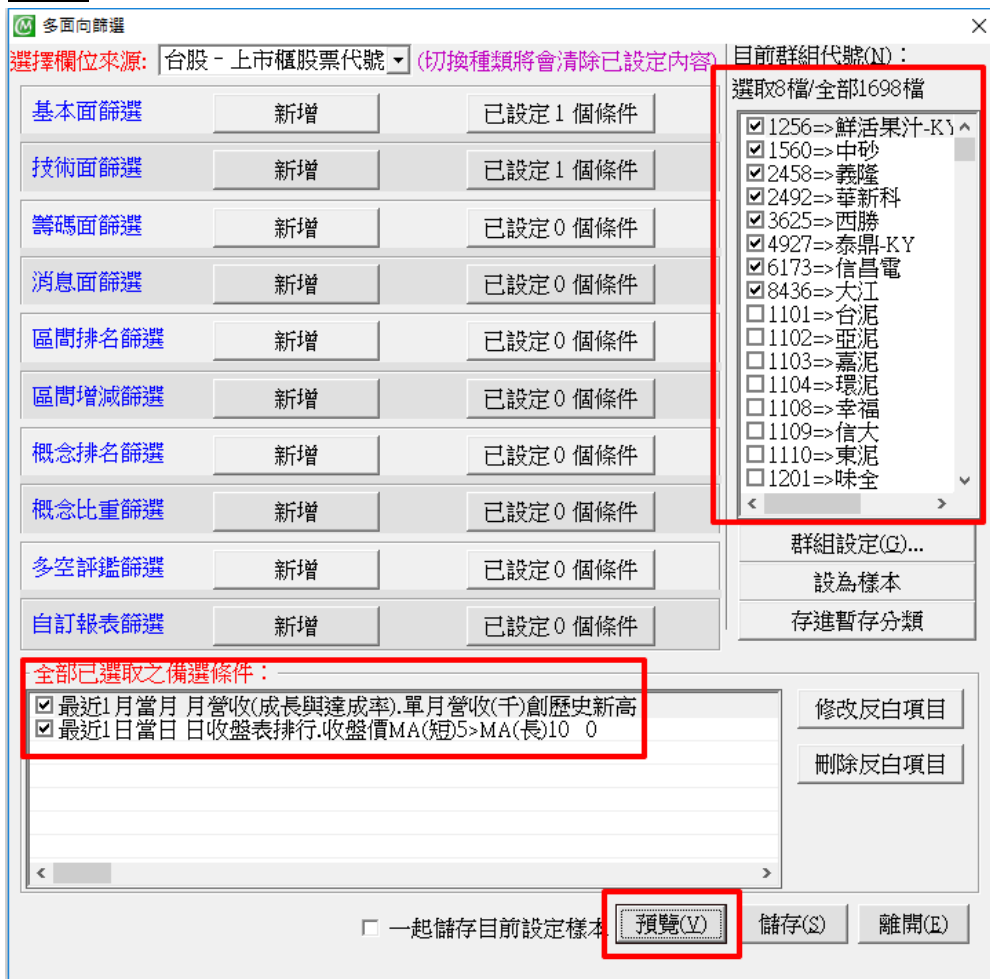 多面向篩選
選擇欄位來源: 台股 - 上市櫃股票代號 (切換種類將會清除已設定內容)
基本面篩選 新增 已設定 1 個條件
技術面篩選 新增 已設定 1 個條件
籌碼面篩選 新增 已設定 0 個條件
消息面篩選 新增 已設定 0 個條件
區間排名篩選 新增 已設定 0 個條件
區間增減篩選 新增 已設定 0 個條件
概念排名篩選 新增 已設定 0 個條件
概念比重篩選 新增 已設定 0 個條件
多空評鑑篩選 新增 已設定 0 個條件
自訂報表篩選 新增 已設定 0 個條件
目前群組代號(N)：
選取8檔/全部1698檔
1256=>鮮活果汁-KY
1560=>中砂
2458=>義隆
2492=>華新科
3625=>西勝
4927=>泰鼎-KY
6173=>信昌電
8436=>大江
1101=>台泥
1102=>亞泥
1103=>嘉泥
1104=>環泥
1108=>幸福
1109=>信大
1110=>東泥
1201=>味全
群組設定(G)...
設為樣本
存進暫存分類
全部已選取之備選條件：
最近1月當月 月營收(成長與達成率).單月營收(千)創歷史新高
最近1日當日 日收盤表排行.收盤價MA(短)5>MA(長)10 0
修改反白項目
刪除反白項目
一起儲存目前設定樣本 預覽(V) 儲存(S) 離開(E)